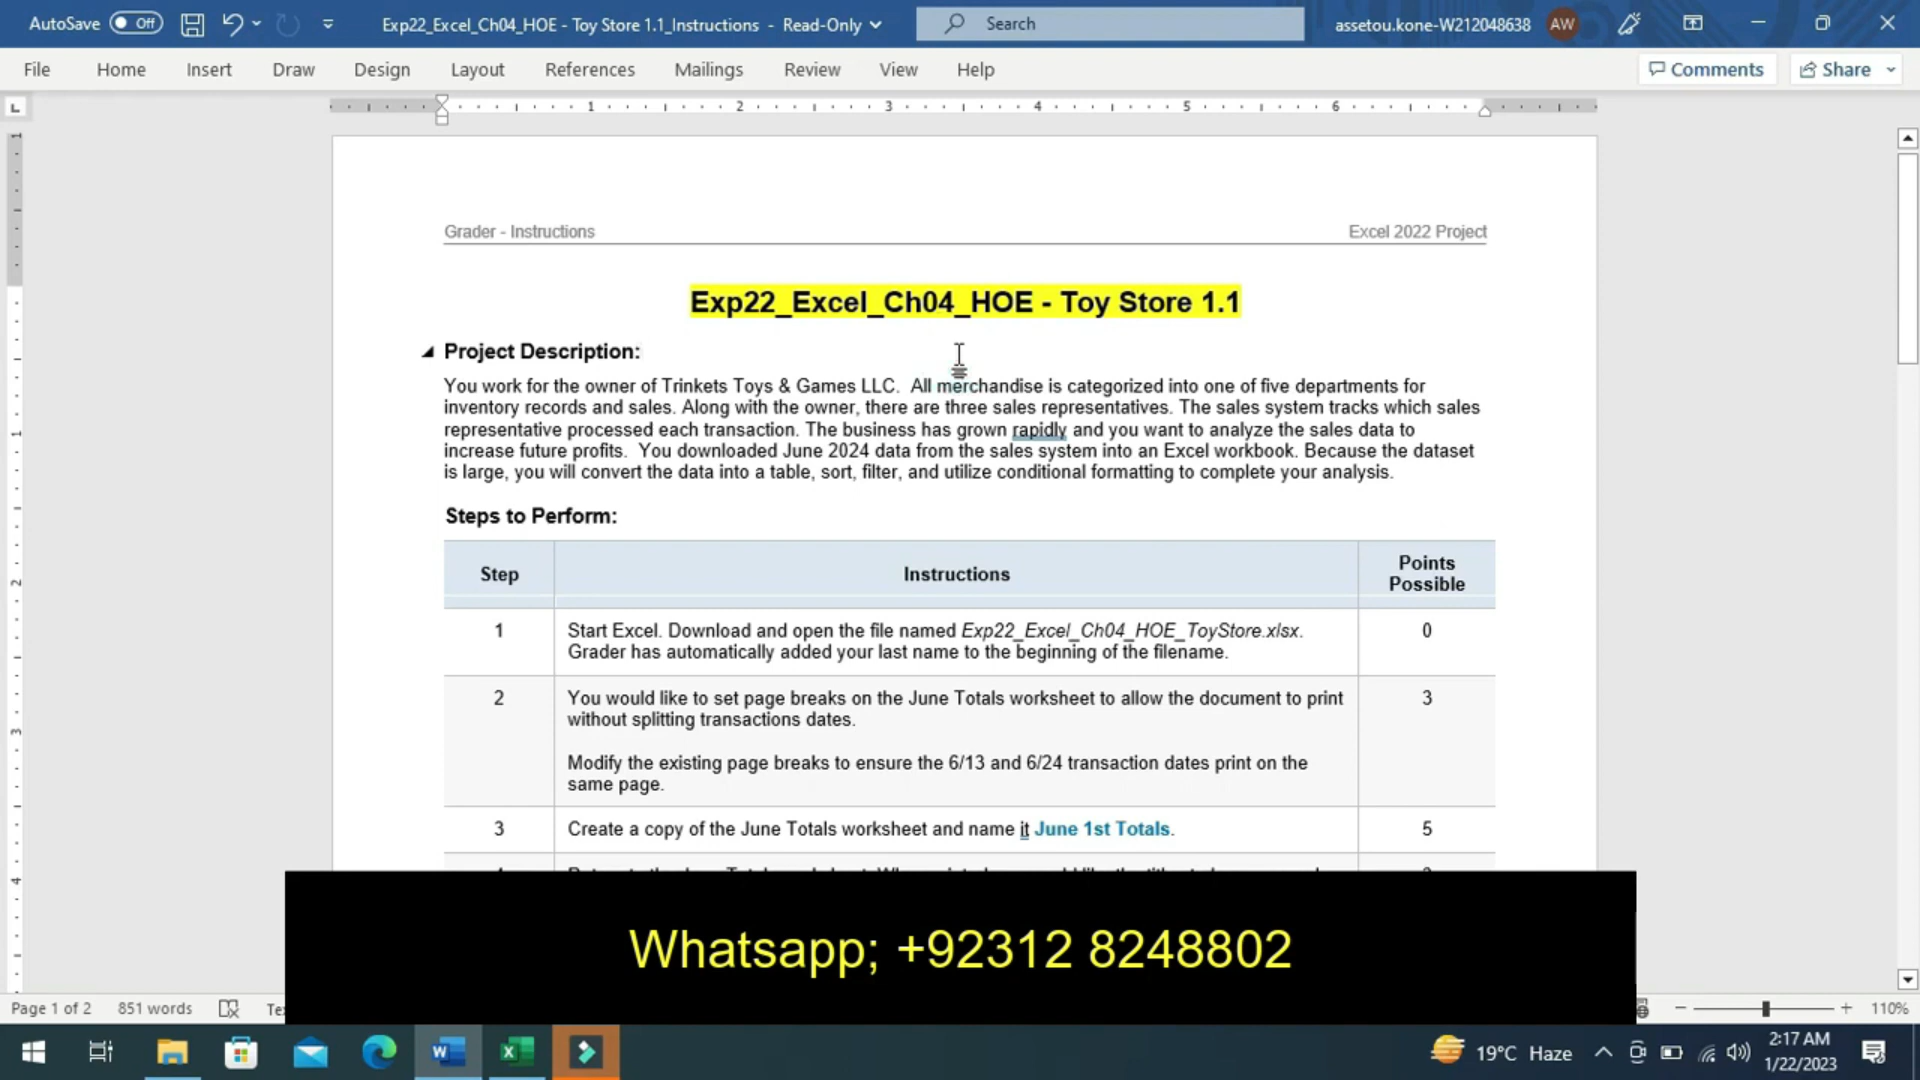 AutoSave Off Exp22_Excel_Ch04_HOE - Toy Store 1.1_Instructions - Read-Only Search assetou.kone-W212048638 AW
File Home Insert Draw Design Layout References Mailings Review View Help Comments Share
1 2 3 4 5 6
Grader - Instructions Excel 2022 Project
Exp22_Excel_Ch04_HOE - Toy Store 1.1
Project Description:
You work for the owner of Trinkets Toys & Games LLC. All merchandise is categorized into one of five departments for
inventory records and sales. Along with the owner, there are three sales representatives. The sales system tracks which sales
representative processed each transaction. The business has grown rapidly and you want to analyze the sales data to
increase future profits. You downloaded June 2024 data from the sales system into an Excel workbook. Because the dataset
is large, you will convert the data into a table, sort, filter, and utilize conditional formatting to complete your analysis.
Steps to Perform:
Step Instructions Points Possible
1 Start Excel. Download and open the file named Exp22_Excel_Ch04_HOE_ToyStore.xlsx. 0
Grader has automatically added your last name to the beginning of the filename.
2 You would like to set page breaks on the June Totals worksheet to allow the document to print 3
without splitting transactions dates.
Modify the existing page breaks to ensure the 6/13 and 6/24 transaction dates print on the
same page.
3 Create a copy of the June Totals worksheet and name it June 1st Totals. 5
Whatsapp; +92312 8248802
Page 1 of 2 851 words 110%
19°C Haze 2:17 AM
1/22/2023